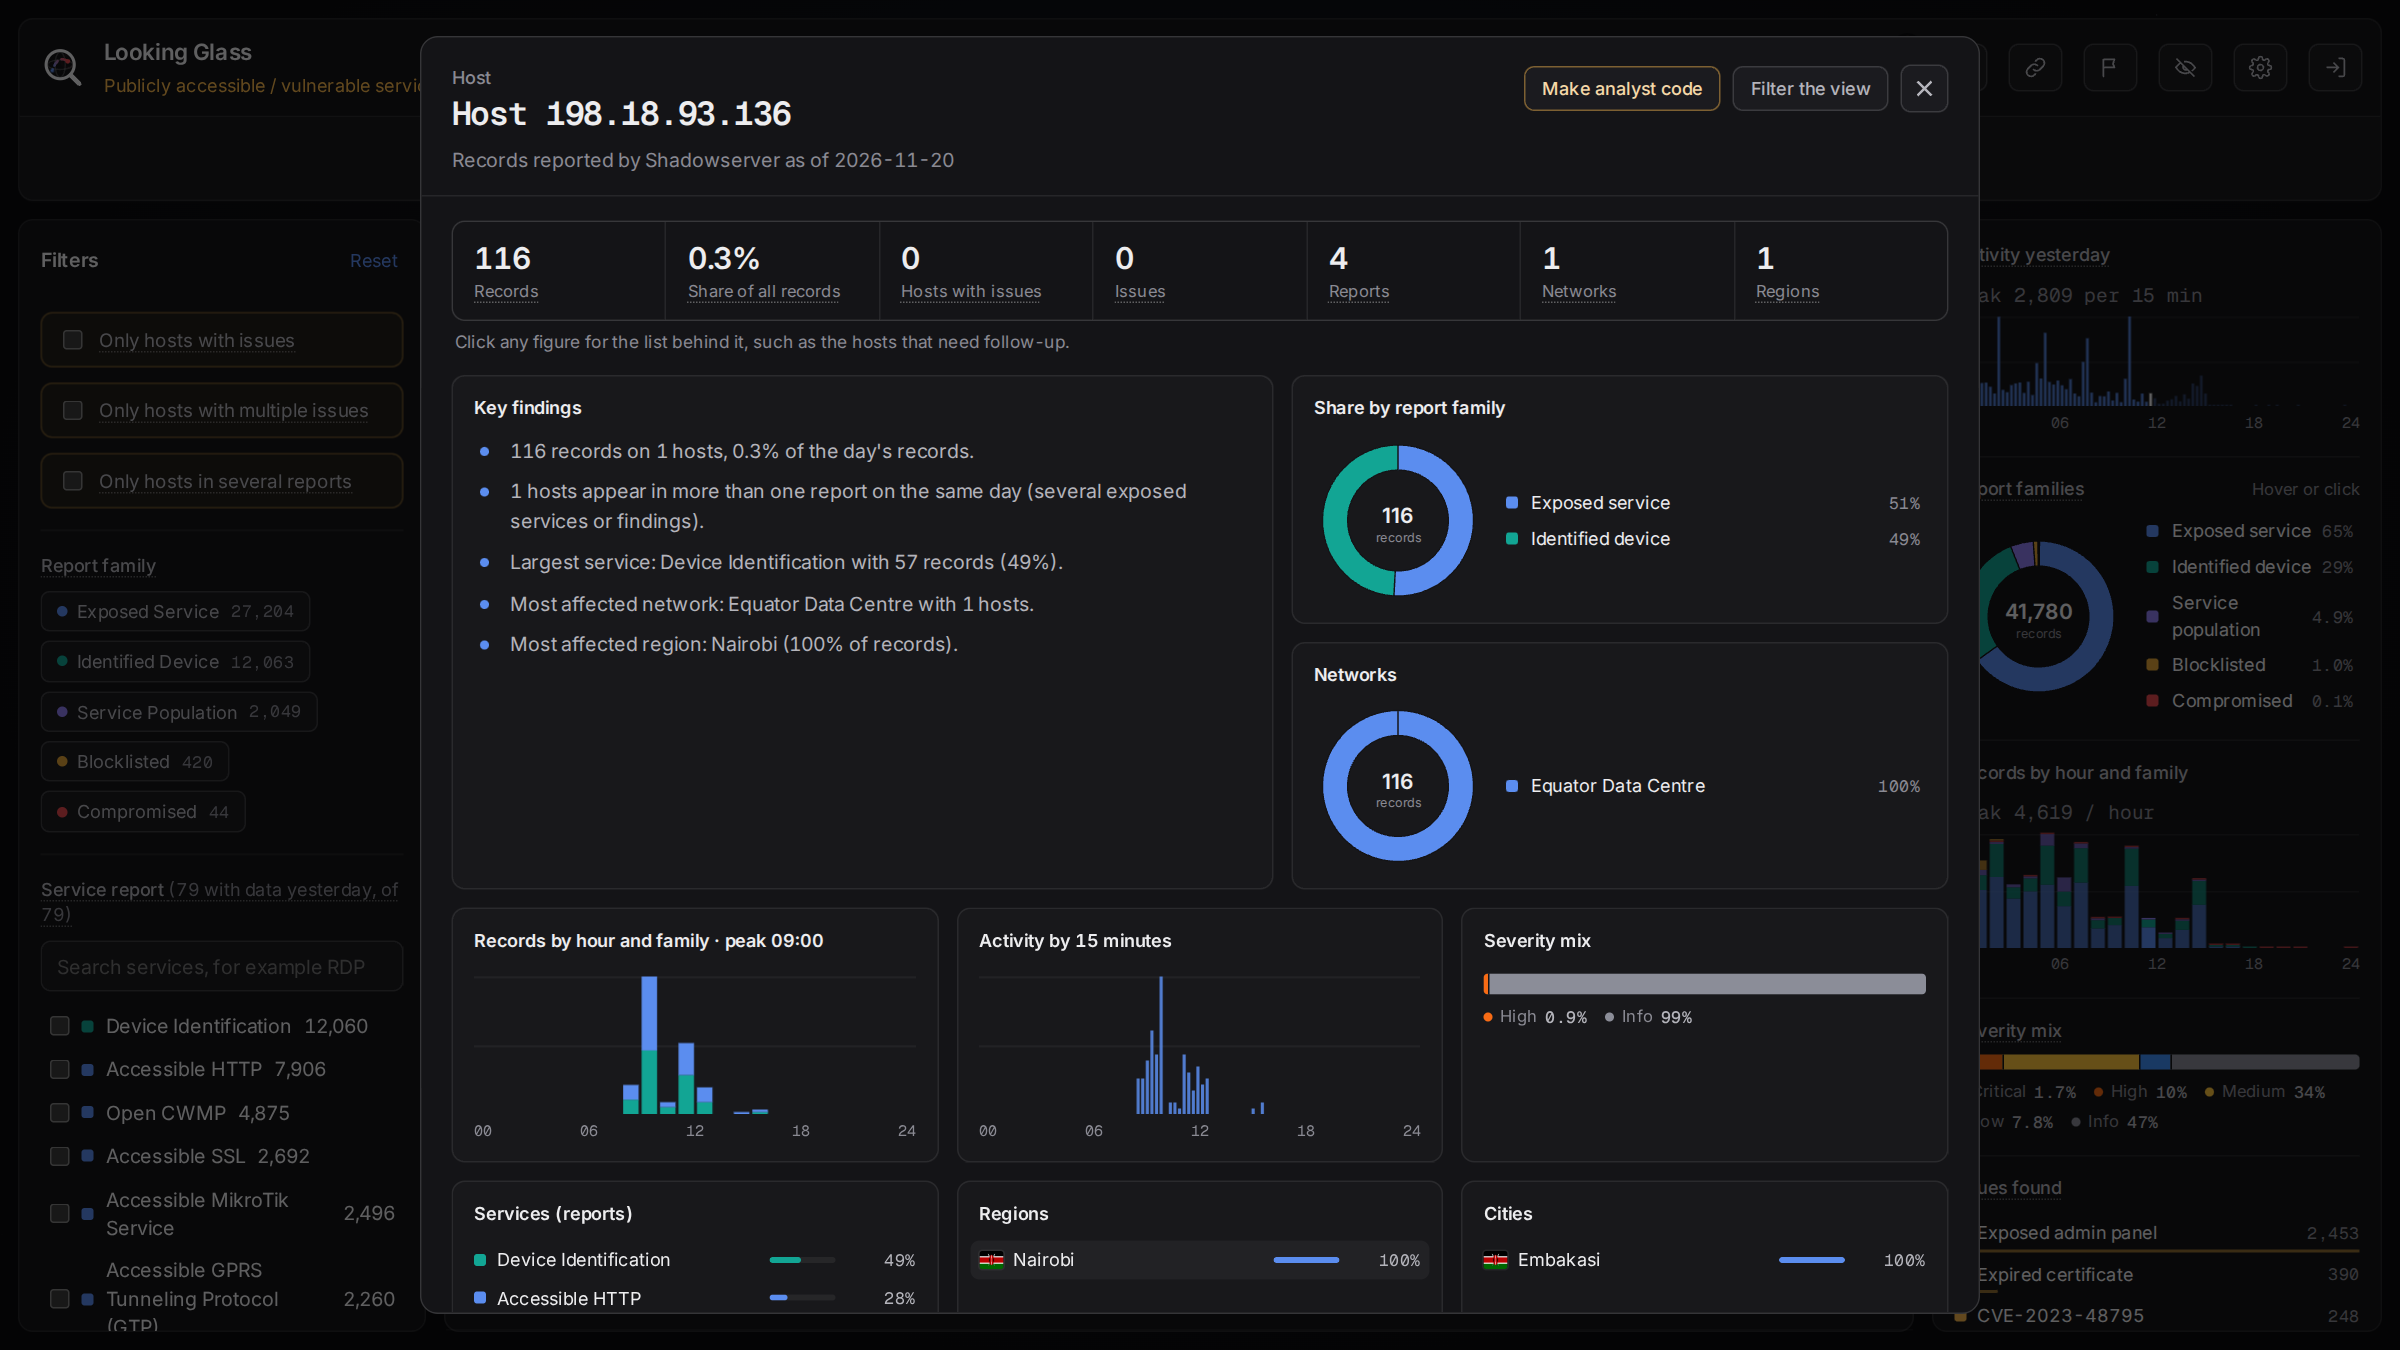 Looking Glass
Publicly accessible / vulnerable servi
Host
Host 198.18.93.136
Records reported by Shadowserver as of 2026-11-20
Make analyst code
Filter the view
116
Records
0.3%
Share of all records
0
Hosts with issues
0
Issues
4
Reports
1
Networks
1
Regions
Click any figure for the list behind it, such as the hosts that need follow-up.
Key findings
116 records on 1 hosts, 0.3% of the day's records.
1 hosts appear in more than one report on the same day (several exposed
services or findings).
Largest service: Device Identification with 57 records (49%).
Most affected network: Equator Data Centre with 1 hosts.
Most affected region: Nairobi (100% of records).
Share by report family
116
records
Exposed service 51%
Identified device 49%
Networks
116
records
Equator Data Centre 100%
Records by hour and family · peak 09:00
00 06 12 18 24
Activity by 15 minutes
00 06 12 18 24
Severity mix
High 0.9% Info 99%
Services (reports)
Device Identification 49%
Accessible HTTP 28%
Regions
Nairobi 100%
Cities
Embakasi 100%
Filters
Reset
Only hosts with issues
Only hosts with multiple issues
Only hosts in several reports
Report family
Exposed Service 27,204
Identified Device 12,063
Service Population 2,049
Blocklisted 420
Compromised 44
Service report (79 with data yesterday, of
79)
Search services, for example RDP
Device Identification 12,060
Accessible HTTP 7,906
Open CWMP 4,875
Accessible SSL 2,692
Accessible MikroTik
Service 2,496
Accessible GPRS
Tunneling Protocol 2,260
(GTP)
tivity yesterday
ak 2,809 per 15 min
06 12 18 24
port families
Hover or click
41,780
records
Exposed service 65%
Identified device 29%
Service
population 4.9%
Blocklisted 1.0%
Compromised 0.1%
cords by hour and family
ak 4,619 / hour
06 12 18 24
verity mix
ritical 1.7% High 10% Medium 34%
ow 7.8% Info 47%
ues found
Exposed admin panel 2,453
Expired certificate 390
CVE-2023-48795 248